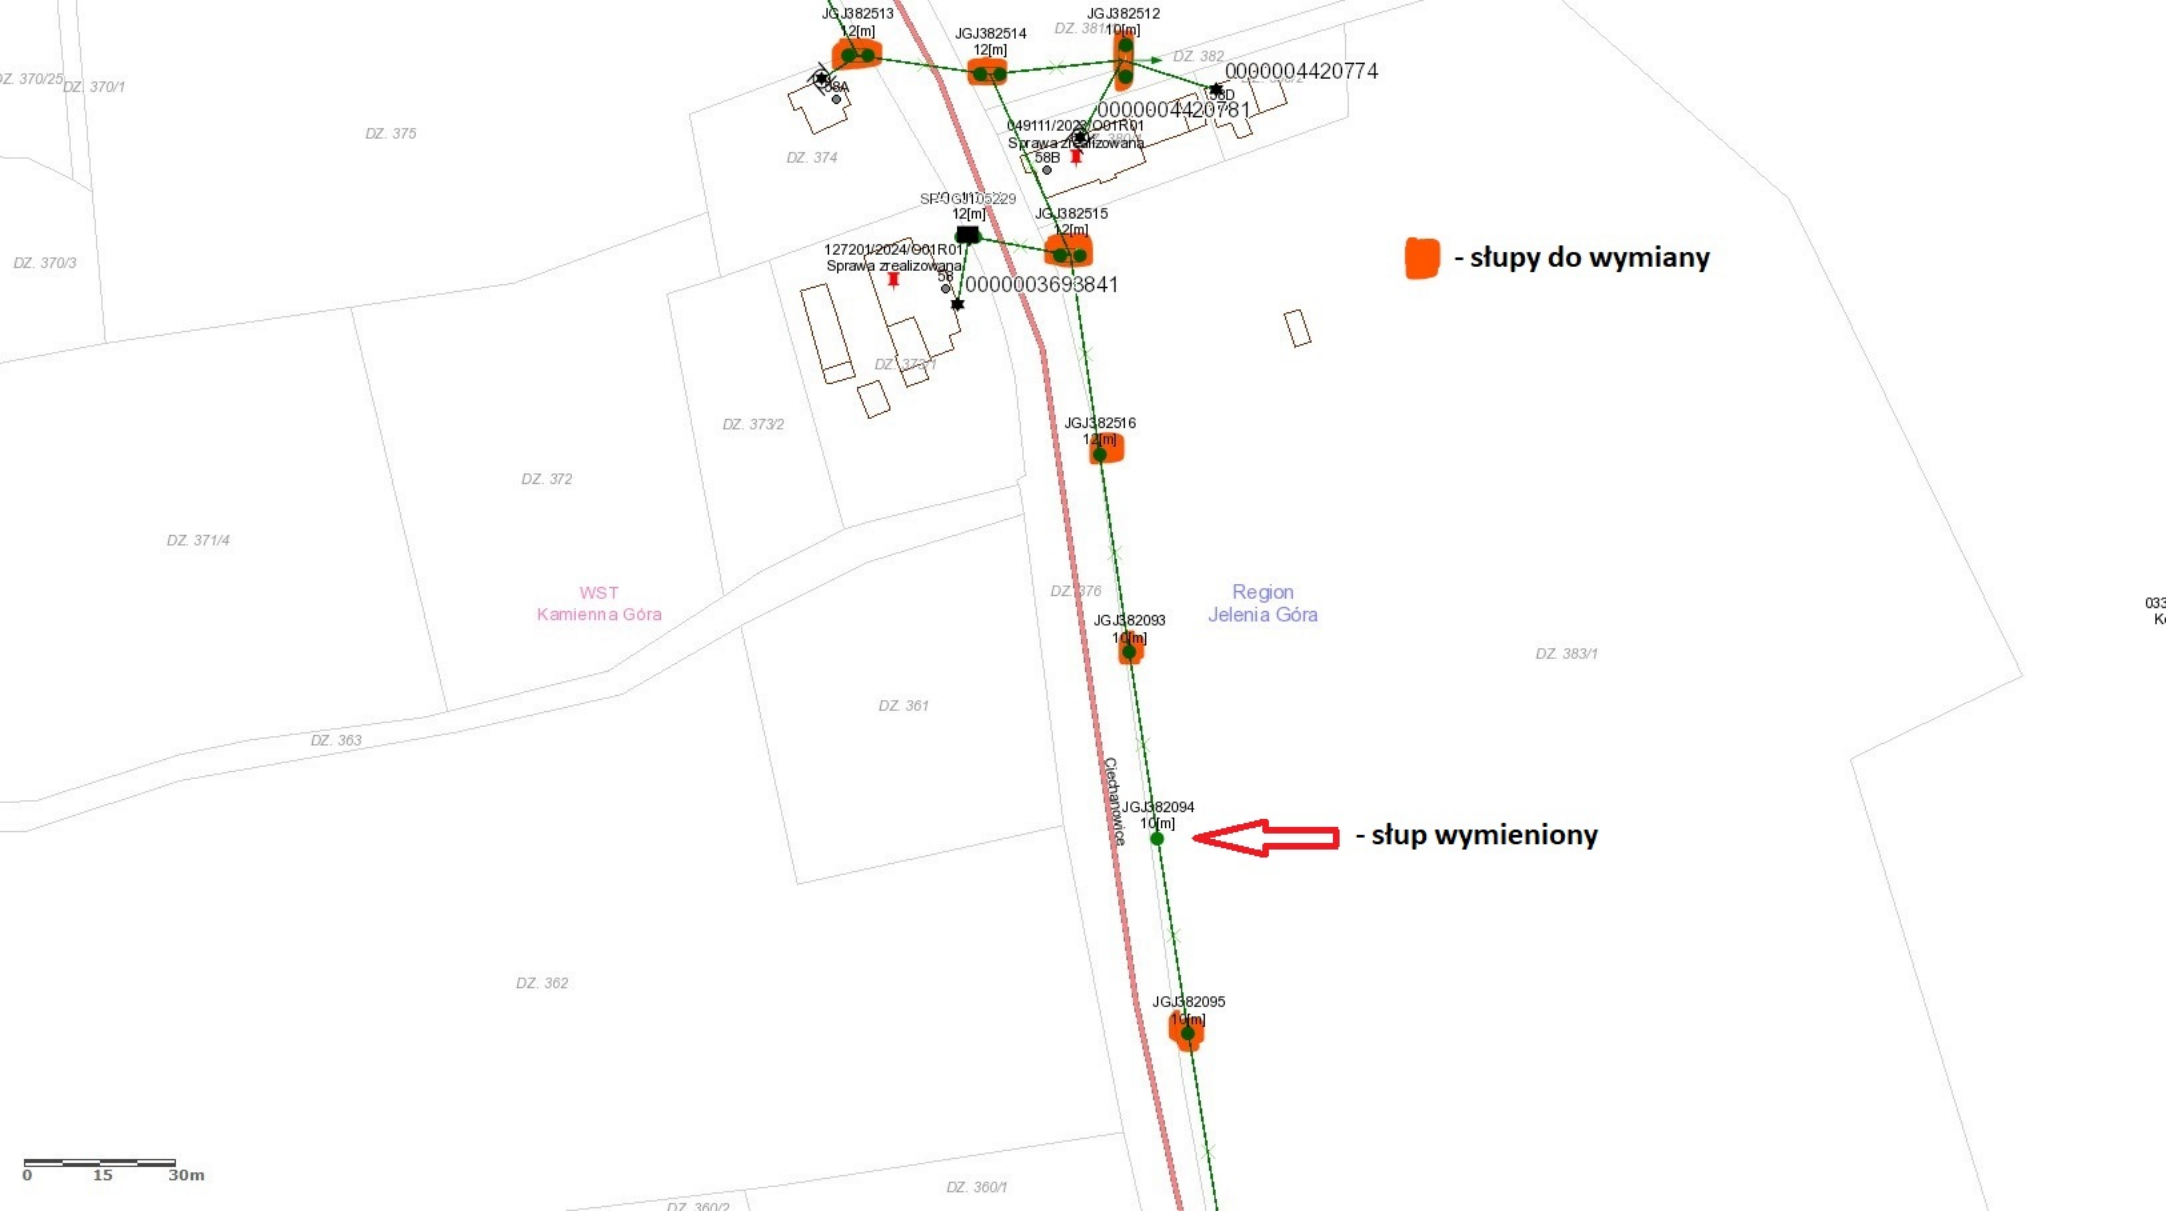 JGJ382513
12[m]
JGJ382514
12[m]
JGJ382512
10[m]
DZ. 382
0000004420774
DZ. 370/1
58A
58D
0000004420781
049111/2023/O01R01
Sprawa zrealizowana
58B
DZ. 375
DZ. 374
12[m]
JGJ382515
12[m]
127201/2024/O01R01
Sprawa zrealizowana
58
0000003693841
- słupy do wymiany
DZ. 370/3
DZ. 373/1
DZ. 373/2
JGJ382516
12[m]
DZ. 372
DZ. 371/4
WST
Kamienna Góra
DZ. 376
Region
Jelenia Góra
JGJ382093
10[m]
DZ. 383/1
DZ. 361
DZ. 363
Ciechanowice
JGJ382094
10[m]
- słup wymieniony
DZ. 362
JGJ382095
10[m]
0 15 30m
DZ. 360/1
DZ. 360/2